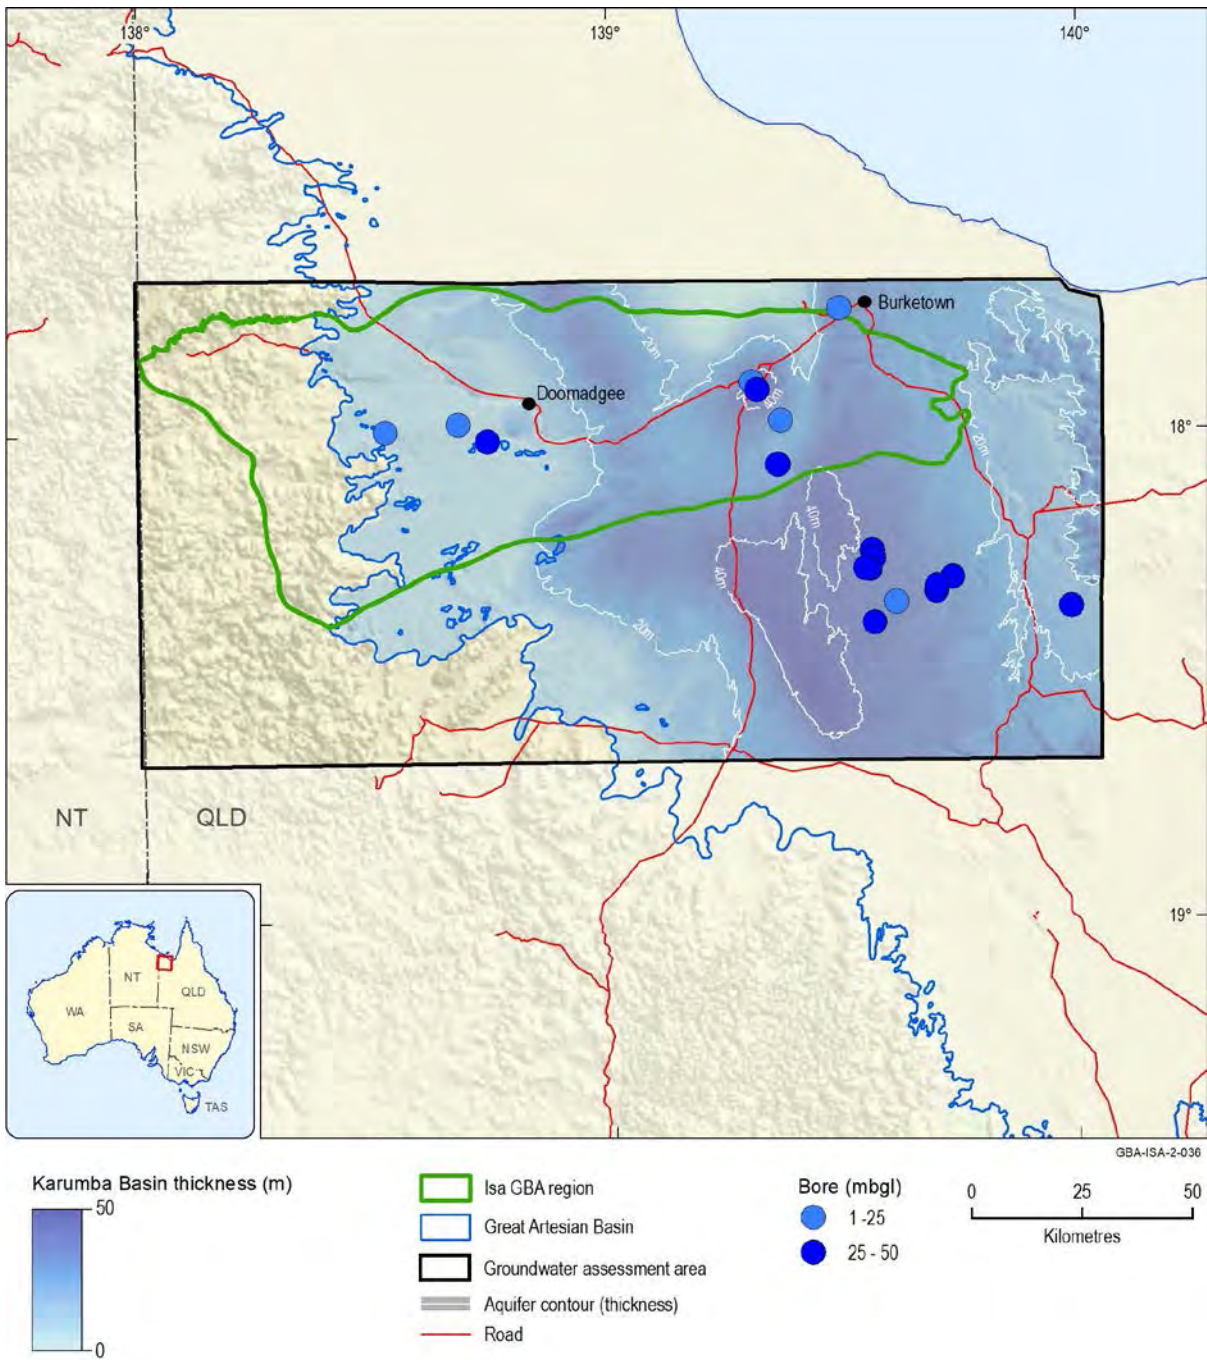 138°
139°
140°
Burketown
20m
40m
Doomadgee
18°
20m
40m
40m
20m
NT
QLD
19°
NT
QLD
WA
SA
NSW
VIC
TAS
GBA-ISA-2-036
Karumba Basin thickness (m)
50
0
Isa GBA region
Great Artesian Basin
Groundwater assessment area
Aquifer contour (thickness)
Road
Bore (mbgl)
1 -25
25 - 50
0 25 50
Kilometres